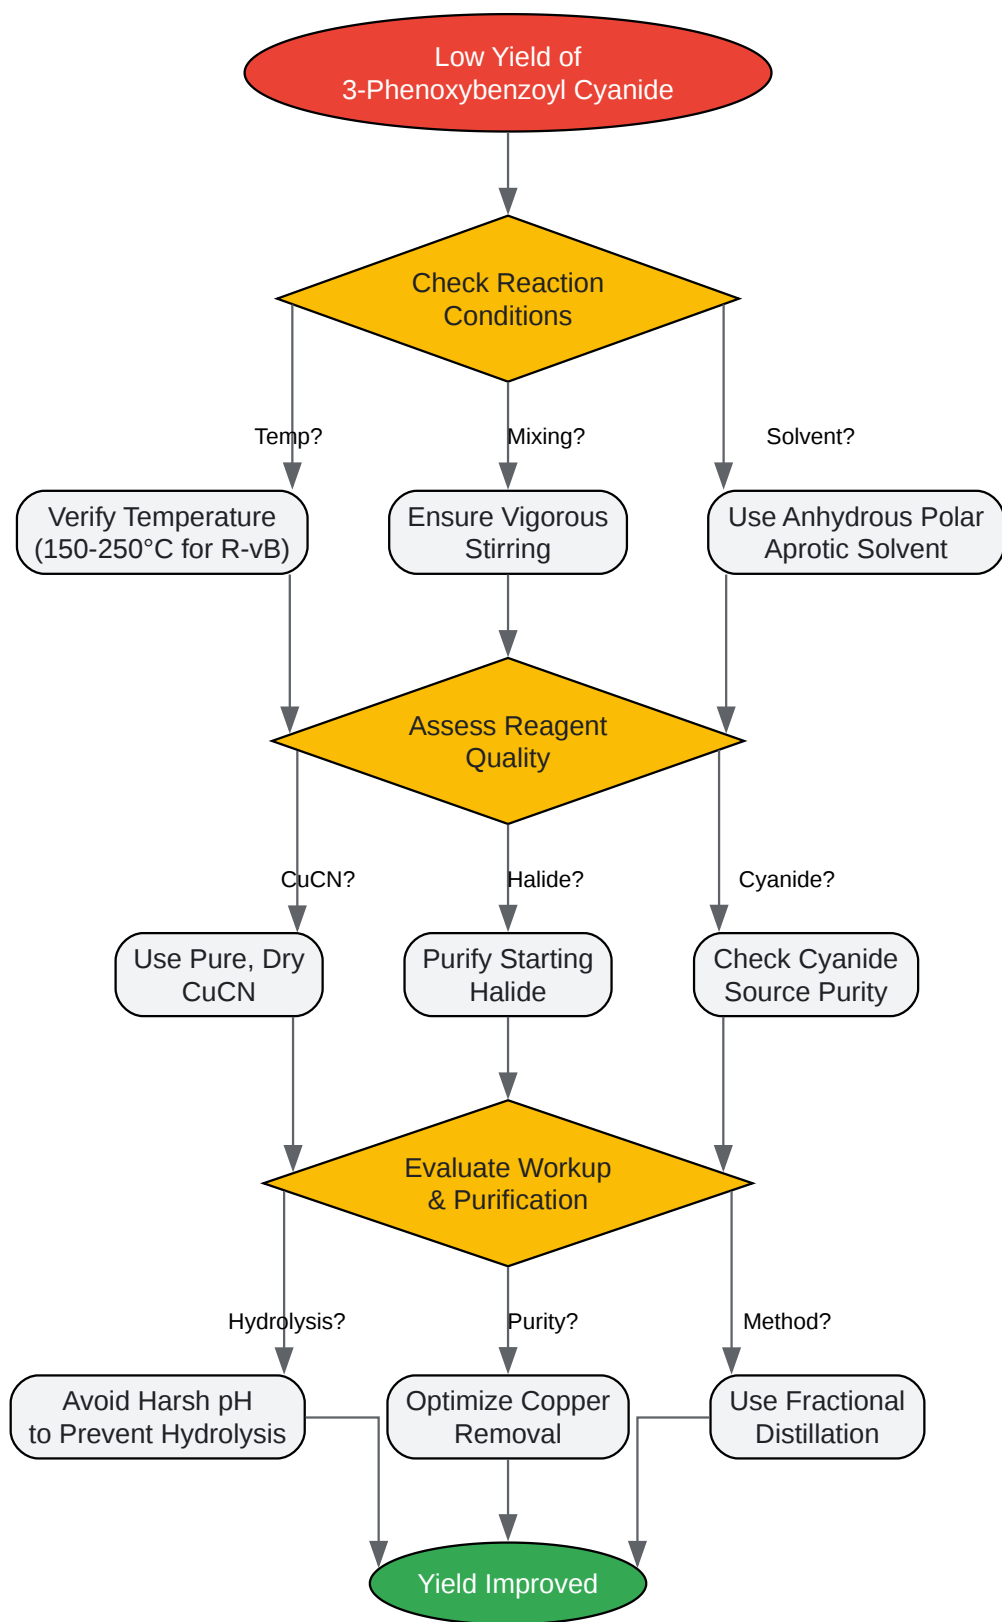 Low Yield of
3-Phenoxybenzoyl Cyanide
Check Reaction
Conditions
Temp?
Mixing?
Solvent?
Verify Temperature
(150-250°C for R-vB)
Ensure Vigorous
Stirring
Use Anhydrous Polar
Aprotic Solvent
Assess Reagent
Quality
CuCN?
Halide?
Cyanide?
Use Pure, Dry
CuCN
Purify Starting
Halide
Check Cyanide
Source Purity
Evaluate Workup
& Purification
Hydrolysis?
Purity?
Method?
Avoid Harsh pH
to Prevent Hydrolysis
Optimize Copper
Removal
Use Fractional
Distillation
Yield Improved